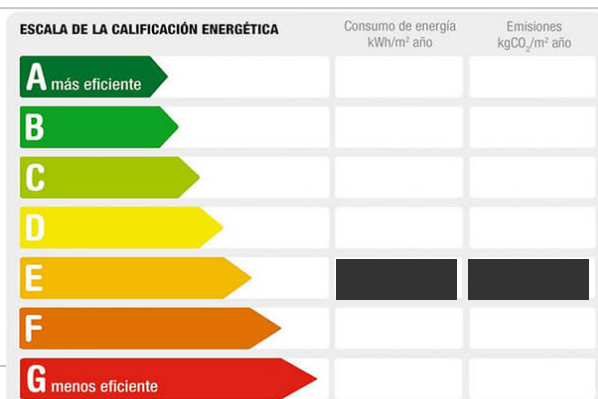 ESCALA DE LA CALIFICACIÓN ENERGÉTICA
Consumo de energía
kWh/m² año
Emisiones
kgCO₂/m² año
A más eficiente
B
C
D
E
F
G menos eficiente